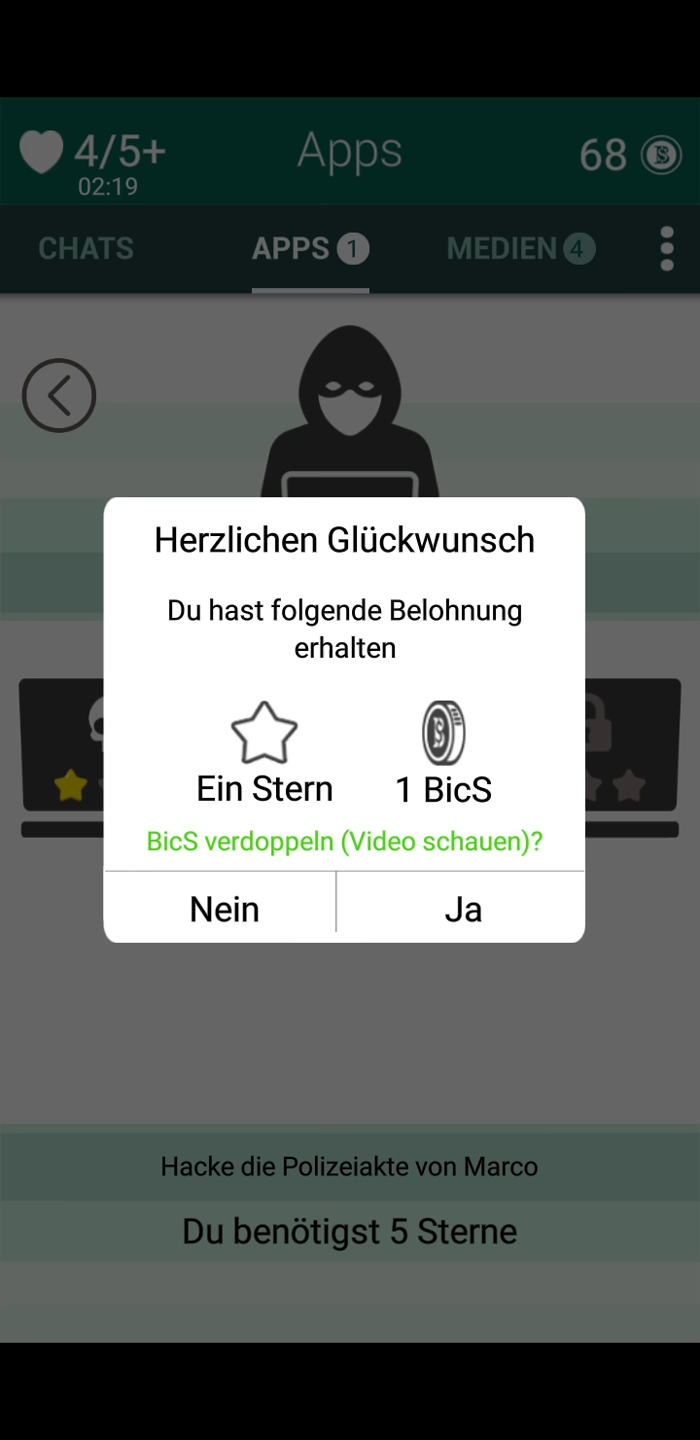 4/5+
Apps
68
02:19
CHATS
APPS 1
MEDIEN 4
Herzlichen Glückwunsch
Du hast folgende Belohnung
erhalten
Ein Stern
1 BicS
BicS verdoppeln (Video schauen)?
Nein
Ja
Hacke die Polizeiakte von Marco
Du benötigst 5 Sterne